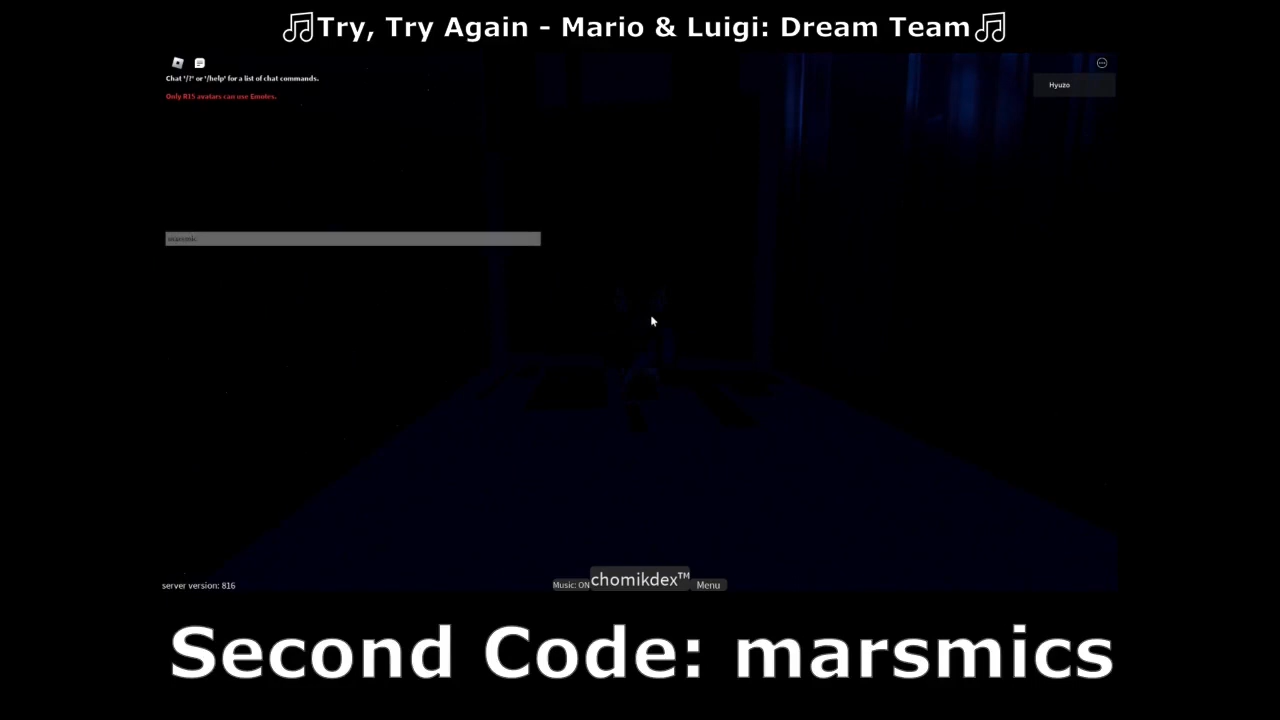 🎵Try, Try Again - Mario & Luigi: Dream Team🎵
Chat '/?' or '/help' for a list of chat commands.
Only R15 avatars can use Emotes.
Hyuzo
server version: 816
Music: ON
chomikdex™
Menu
Second Code: marsmics